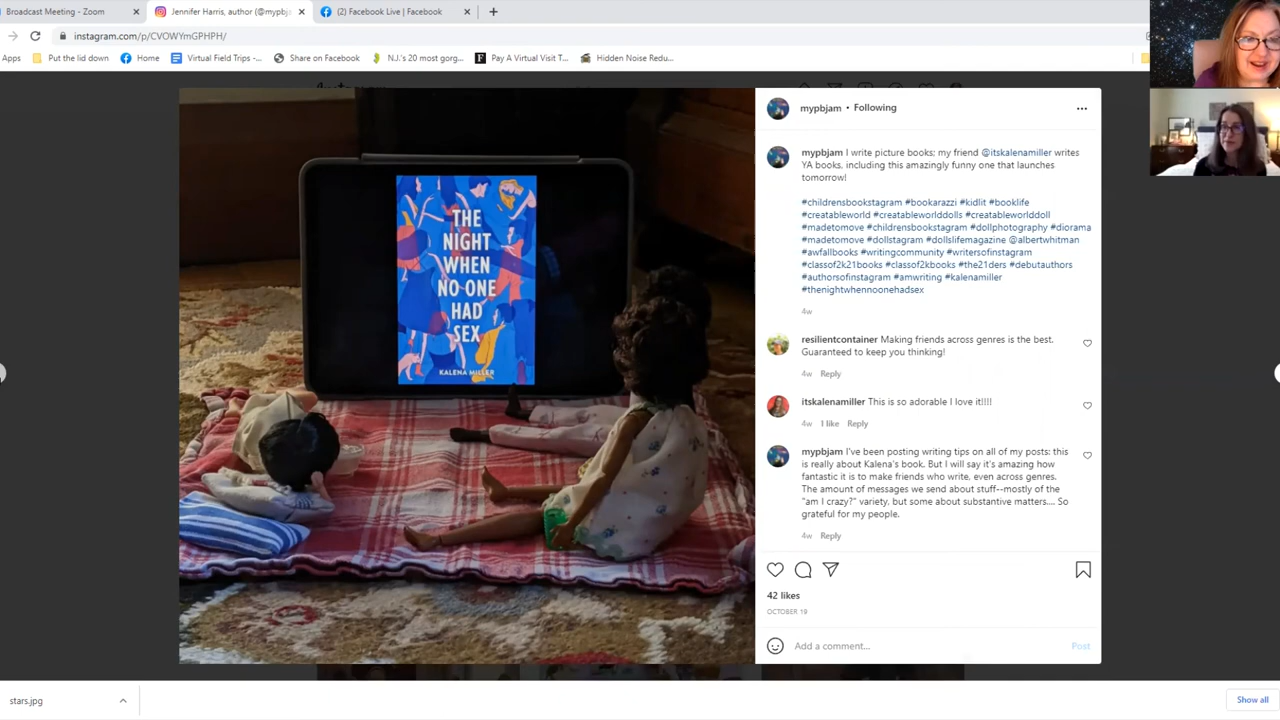 Broadcast Meeting - Zoom
Jennifer Harris, author (@mypbj
(2) Facebook Live | Facebook
instagram.com/p/CVOWYmGPHPH/
Apps
Put the lid down
Home
Virtual Field Trips -...
Share on Facebook
N.J.'s 20 most gorg...
Pay A Virtual Visit T...
Hidden Noise Redu...
THE
NIGHT
WHEN
NO ONE
HAD
SEX
KALENA MILLER
mypbjam • Following
mypbjam I write picture books; my friend @itskalenamiller writes
YA books, including this amazingly funny one that launches
tomorrow!
#childrensbookstagram #bookarazzi #kidlit #booklife
#creatableworld #creatableworlddolls #creatableworlddoll
#madetomove #childrensbookstagram #dollphotography #diorama
#madetomove #dollstagram #dollslifemagazine @albertwhitman
#awfallbooks #writingcommunity #writersofinstagram
#classof2k21books #classof2kbooks #the21ders #debutauthors
#authorsofinstagram #amwriting #kalenamiller
#thenightwhennoonehadsex
4w
resilientcontainer Making friends across genres is the best.
Guaranteed to keep you thinking!
4w Reply
itskalenamiller This is so adorable I love it!!!!
4w 1 like Reply
mypbjam I've been posting writing tips on all of my posts: this
is really about Kalena's book. But I will say it's amazing how
fantastic it is to make friends who write, even across genres.
The amount of messages we send about stuff--mostly of the
"am I crazy?" variety, but some about substantive matters.... So
grateful for my people.
4w Reply
42 likes
OCTOBER 19
Add a comment...
Post
stars.jpg
Show all